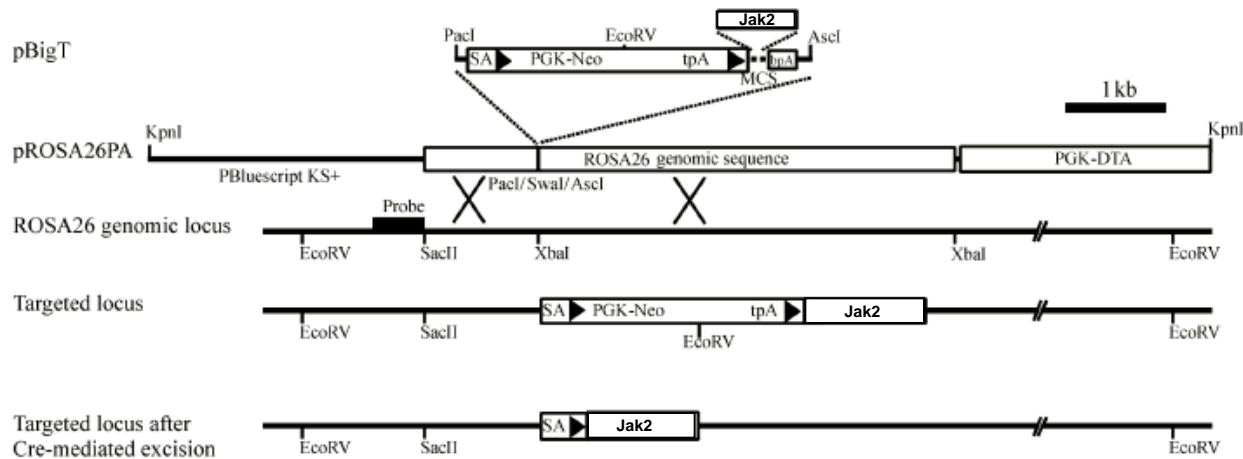 Jak2
pBigT
PacI
EcoRV
AscI
SA
PGK-Neo
tpA
bpA
MCS
1kb
pROSA26PA
KpnI
KpnI
ROSA26 genomic sequence
PGK-DTA
PBluescript KS+
PacI/SwaI/AscI
Probe
ROSA26 genomic locus
EcoRV
SacII
XbaI
XbaI
EcoRV
Targeted locus
SA
PGK-Neo
tpA
Jak2
EcoRV
SacII
EcoRV
EcoRV
Targeted locus after
Cre-mediated excision
SA
Jak2
EcoRV
SacII
EcoRV